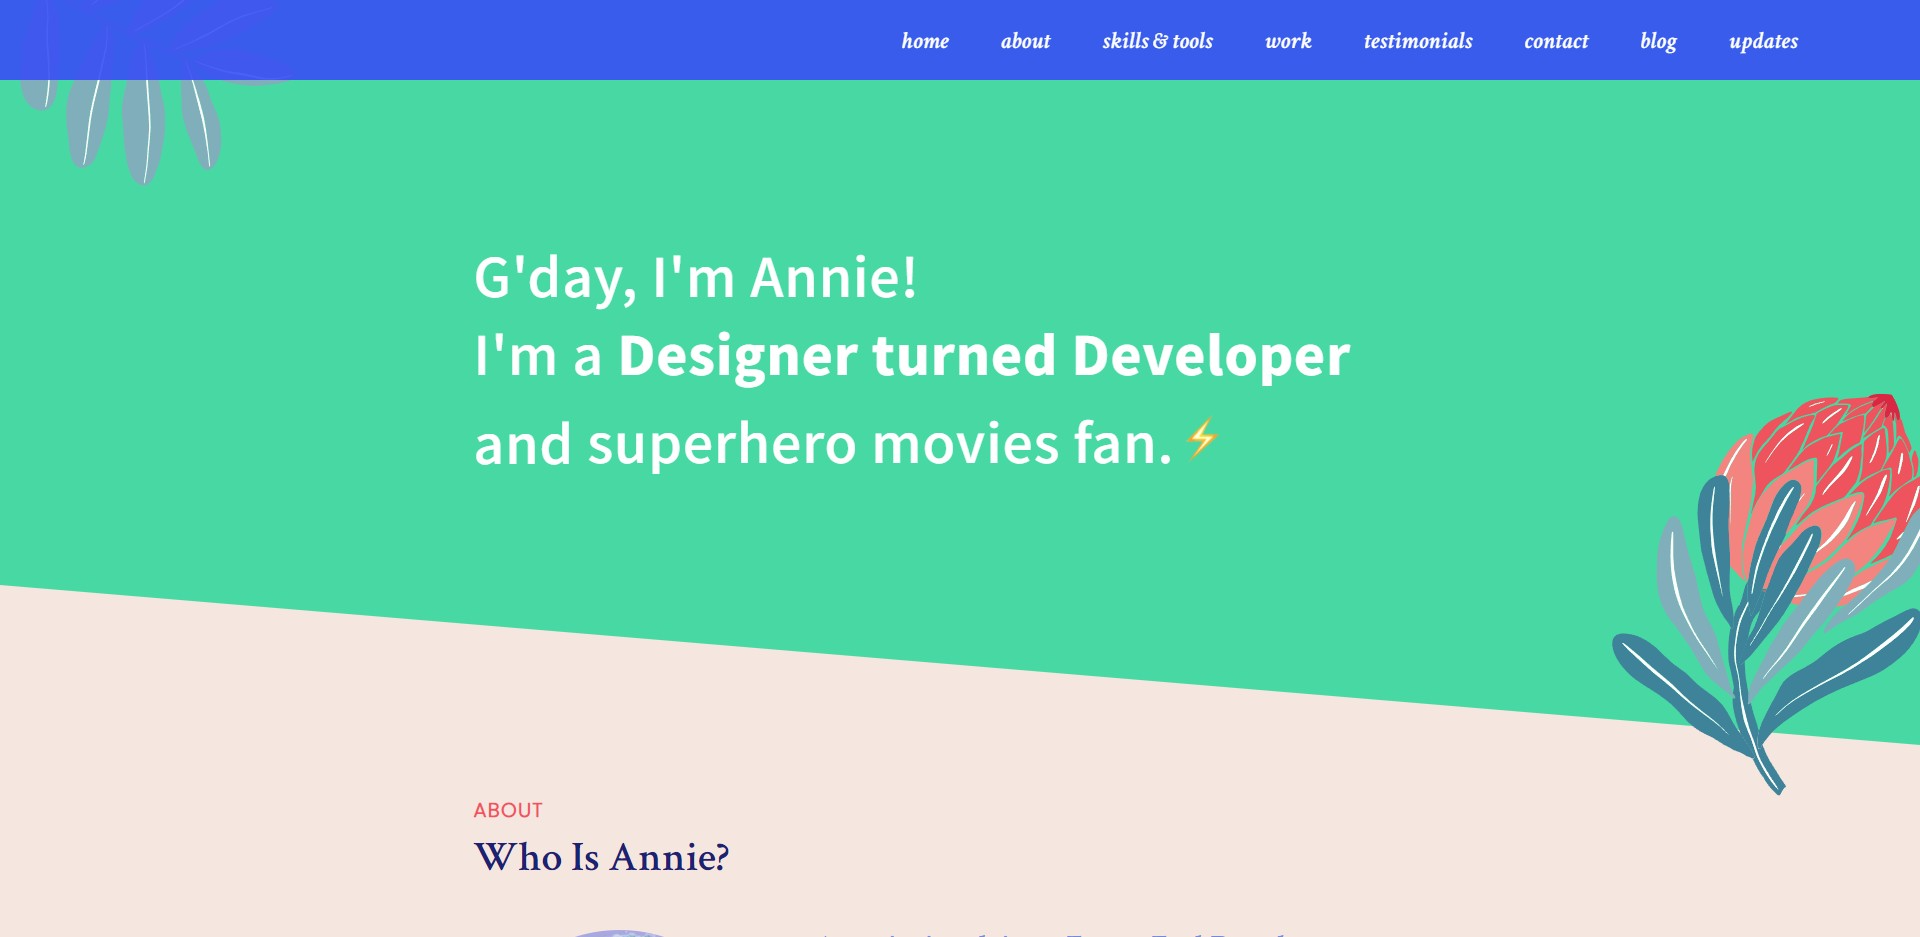 home about skills & tools work testimonials contact blog updates
G'day, I'm Annie!
I'm a Designer turned Developer
and superhero movies fan. ⚡
ABOUT
Who Is Annie?